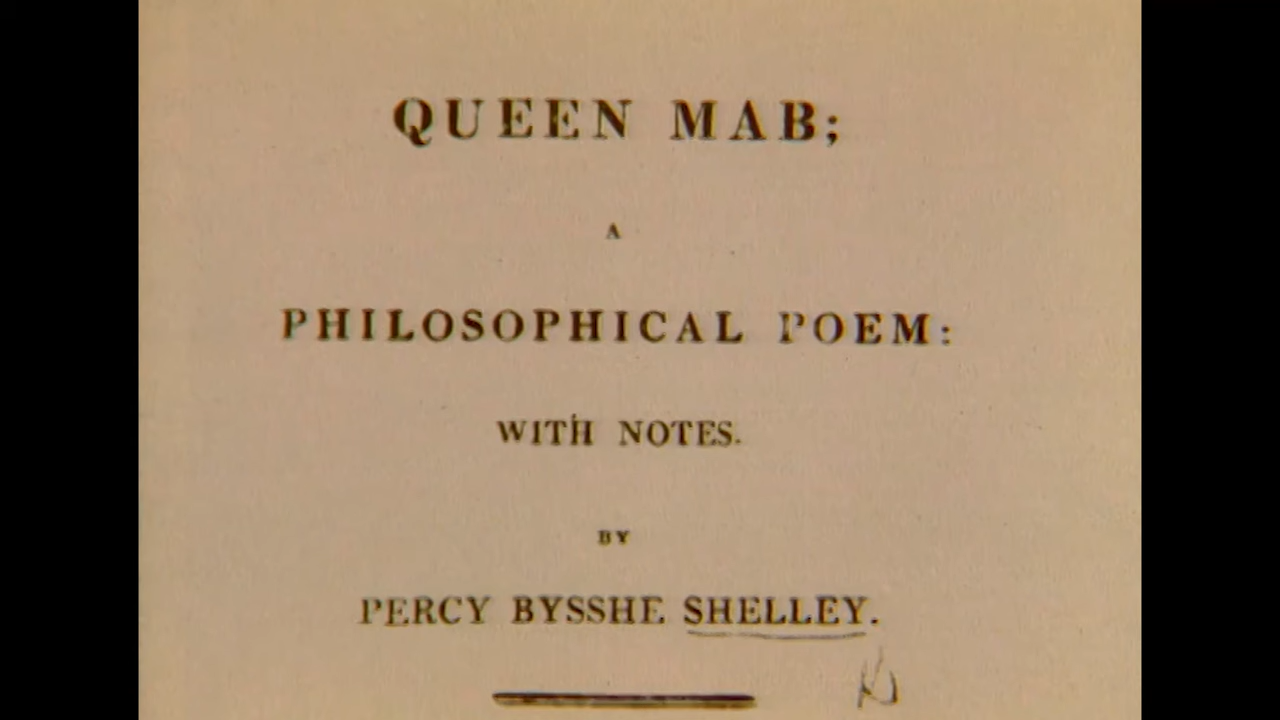 QUEEN MAB;
A
PHILOSOPHICAL POEM:
WITH NOTES.
BY
PERCY BYSSHE SHELLEY.